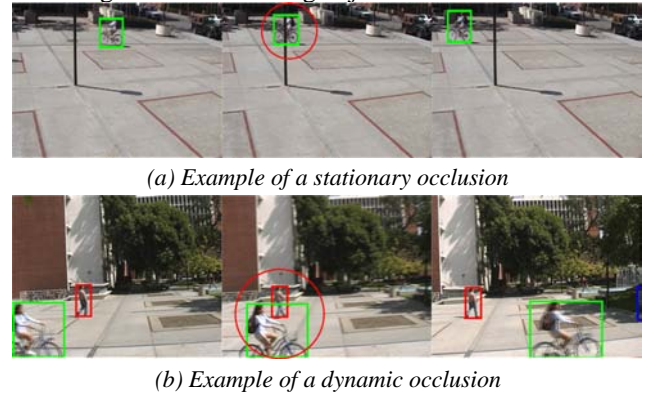 (a) Example of a stationary occlusion
(b) Example of a dynamic occlusion